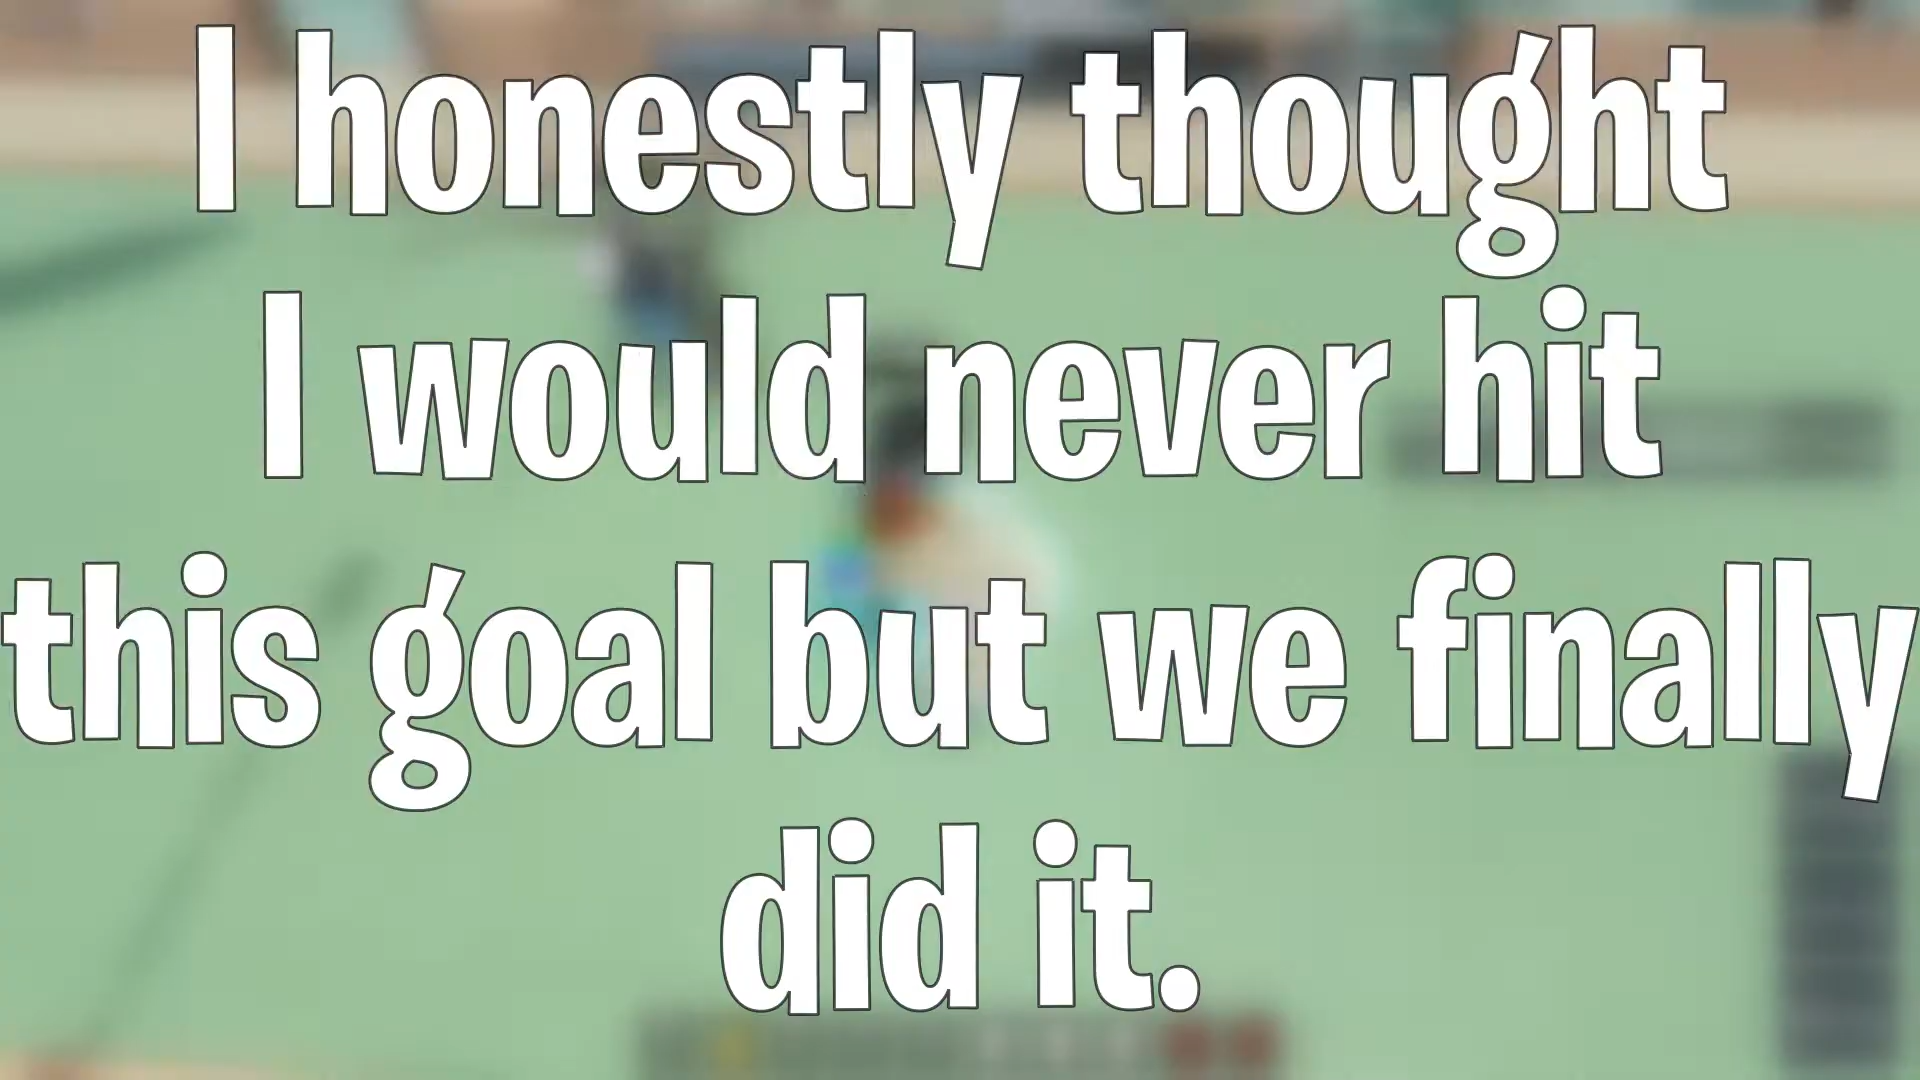 I honestly thought
I would never hit
this goal but we finally
did it.